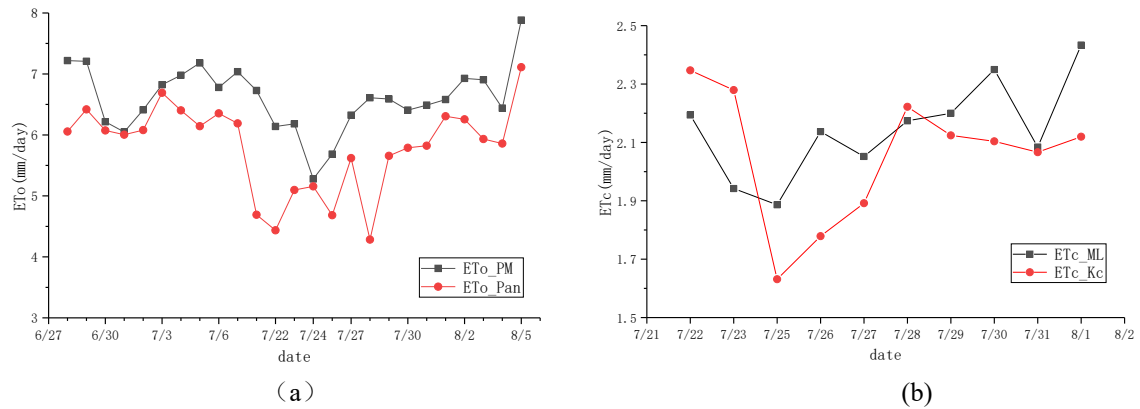 8
7
6
5
4
3
ETo(mm/day)
ETo_PM
ETo_Pan
6/27 6/30 7/3 7/6 7/22 7/24 7/27 7/30 8/2 8/5
date
（a）
2.5
2.3
2.1
1.9
1.7
1.5
ETc(mm/day)
ETc_ML
ETc_Kc
7/21 7/22 7/23 7/25 7/26 7/27 7/28 7/29 7/30 7/31 8/1 8/2
date
(b)